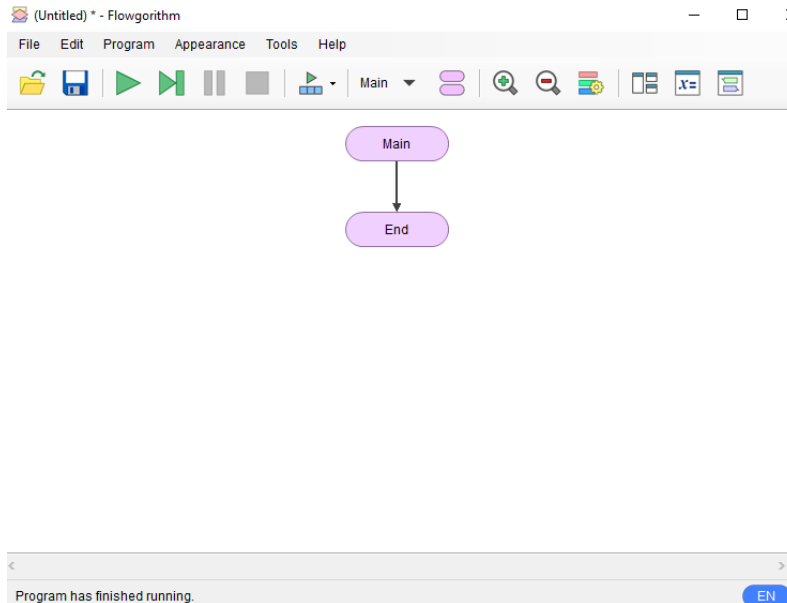 (Untitled) * - Flowgorithm
File Edit Program Appearance Tools Help
Main
x=
Main
End
Program has finished running.
EN